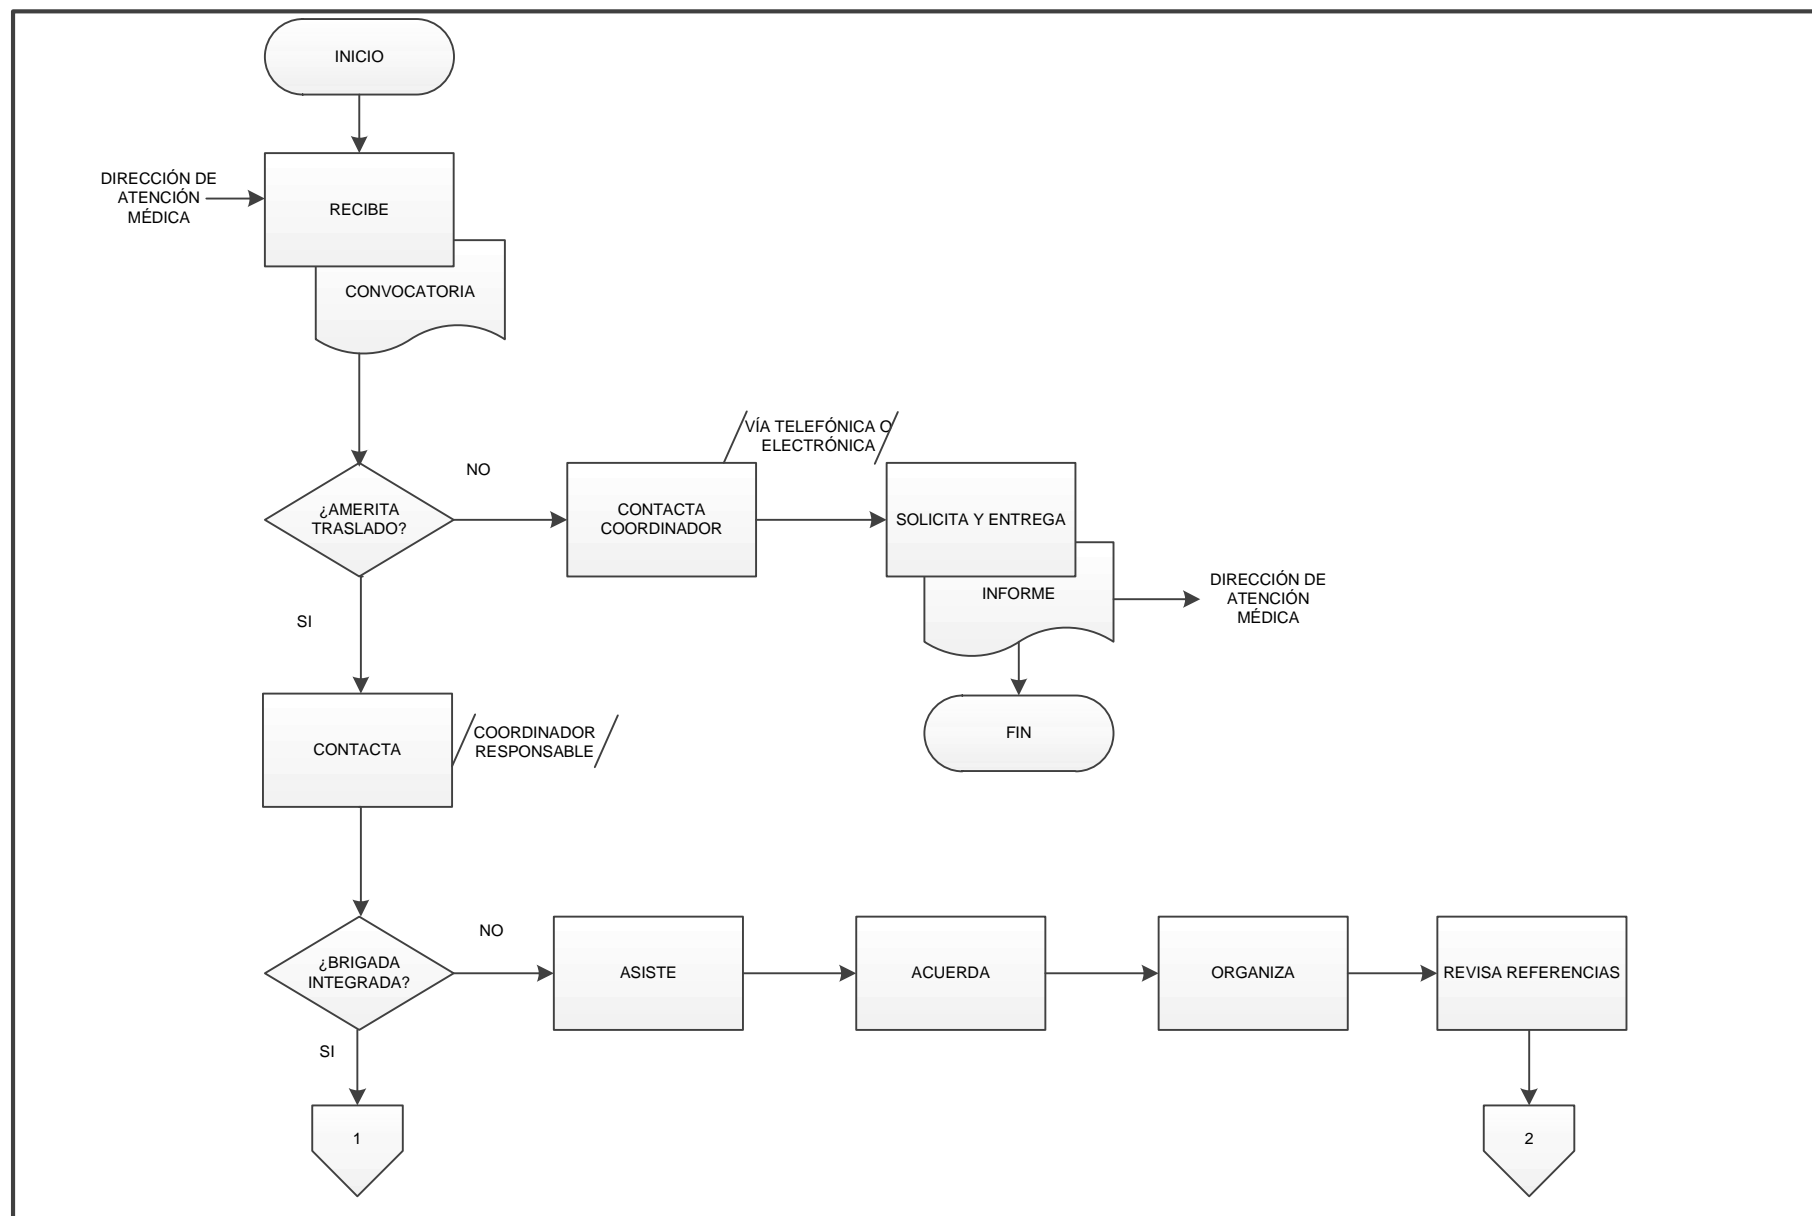 INICIO
DIRECCIÓN DE
ATENCIÓN
MÉDICA
RECIBE
CONVOCATORIA
¿AMERITA
TRASLADO?
NO
CONTACTA
COORDINADOR
VÍA TELEFÓNICA O
ELECTRÓNICA
SOLICITA Y ENTREGA
INFORME
DIRECCIÓN DE
ATENCIÓN
MÉDICA
FIN
SI
CONTACTA
COORDINADOR
RESPONSABLE
¿BRIGADA
INTEGRADA?
NO
ASISTE
ACUERDA
ORGANIZA
REVISA REFERENCIAS
SI
1
2